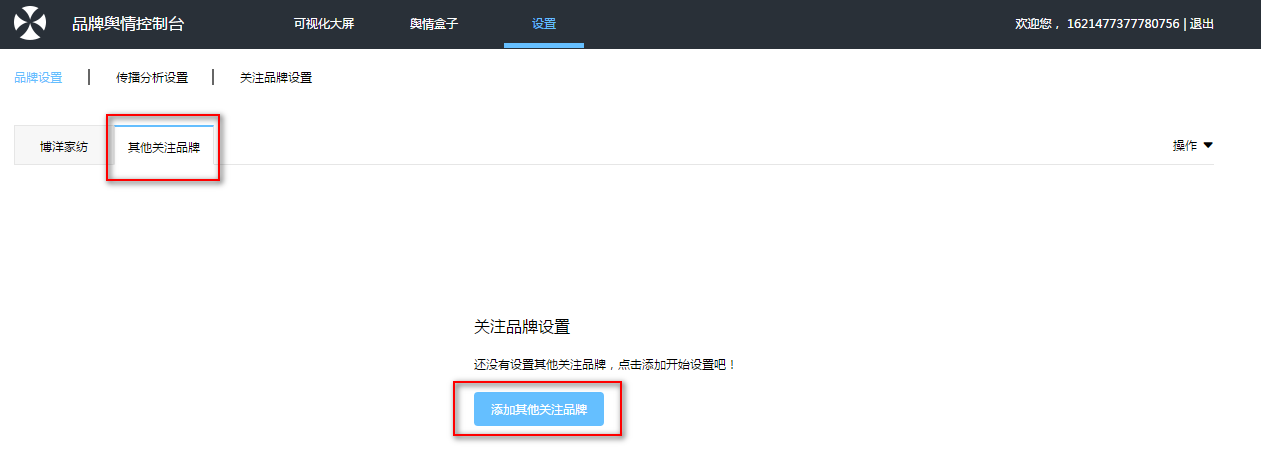 品牌舆情控制台 可视化大屏 舆情盒子 设置 欢迎您， 1621477377780756 | 退出
品牌设置 | 传播分析设置 | 关注品牌设置
博洋家纺 其他关注品牌 操作
关注品牌设置
还没有设置其他关注品牌，点击添加开始设置吧！
添加其他关注品牌